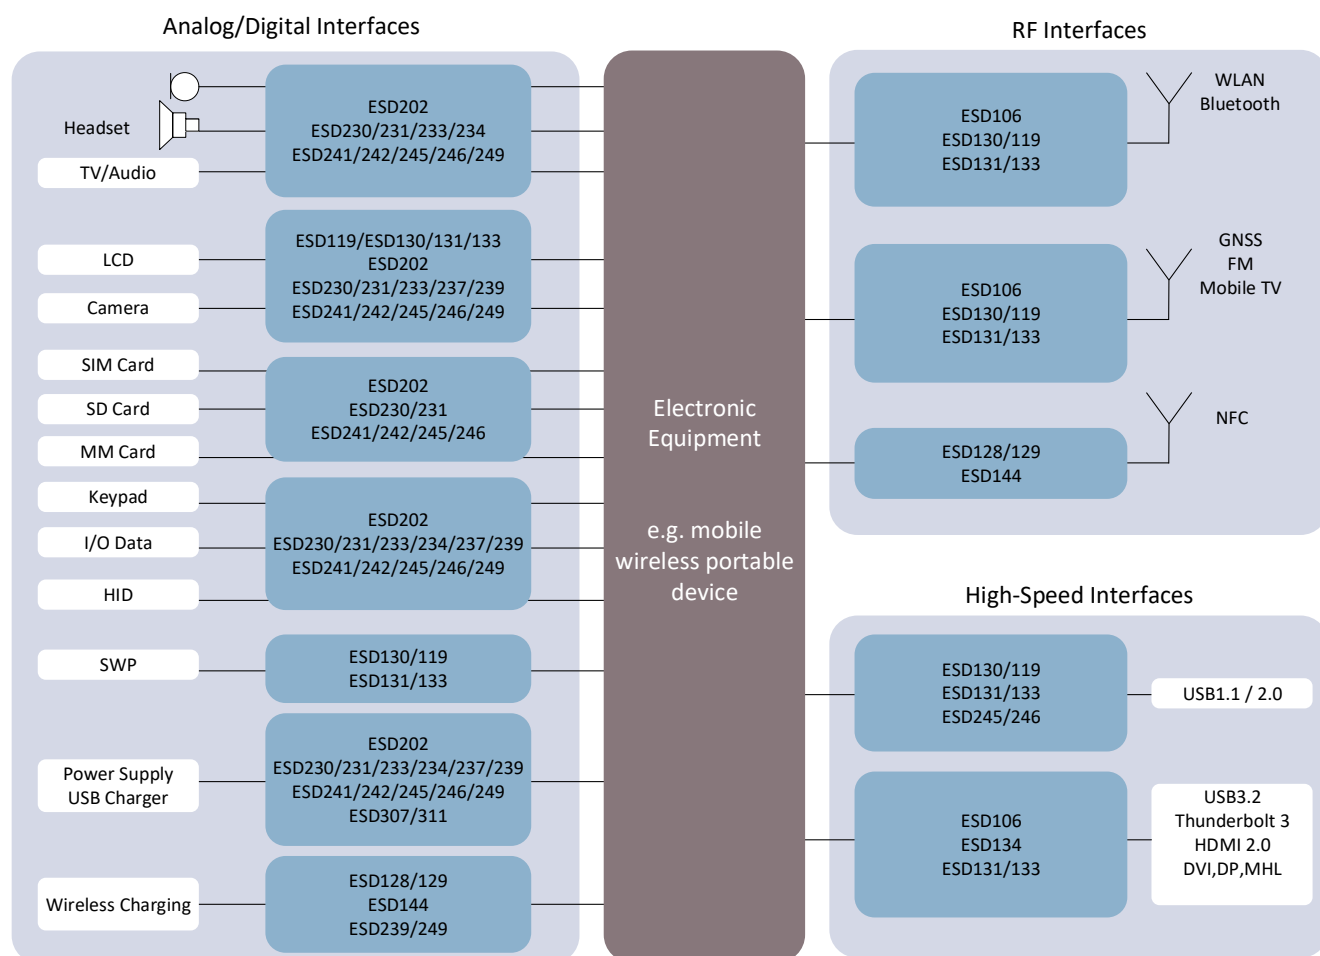 Analog/Digital Interfaces
Headset
TV/Audio
ESD202
ESD230/231/233/234
ESD241/242/245/246/249
LCD
Camera
ESD119/ESD130/131/133
ESD202
ESD230/231/233/237/239
ESD241/242/245/246/249
SIM Card
SD Card
MM Card
ESD202
ESD230/231
ESD241/242/245/246
Keypad
I/O Data
HID
ESD202
ESD230/231/233/234/237/239
ESD241/242/245/246/249
SWP
ESD130/119
ESD131/133
Power Supply
USB Charger
ESD202
ESD230/231/233/234/237/239
ESD241/242/245/246/249
ESD307/311
Wireless Charging
ESD128/129
ESD144
ESD239/249
Electronic
Equipment
e.g. mobile
wireless portable
device
RF Interfaces
ESD106
ESD130/119
ESD131/133
WLAN
Bluetooth
ESD106
ESD130/119
ESD131/133
GNSS
FM
Mobile TV
ESD128/129
ESD144
NFC
High-Speed Interfaces
ESD130/119
ESD131/133
ESD245/246
USB1.1 / 2.0
ESD106
ESD134
ESD131/133
USB3.2
Thunderbolt 3
HDMI 2.0
DVI,DP,MHL